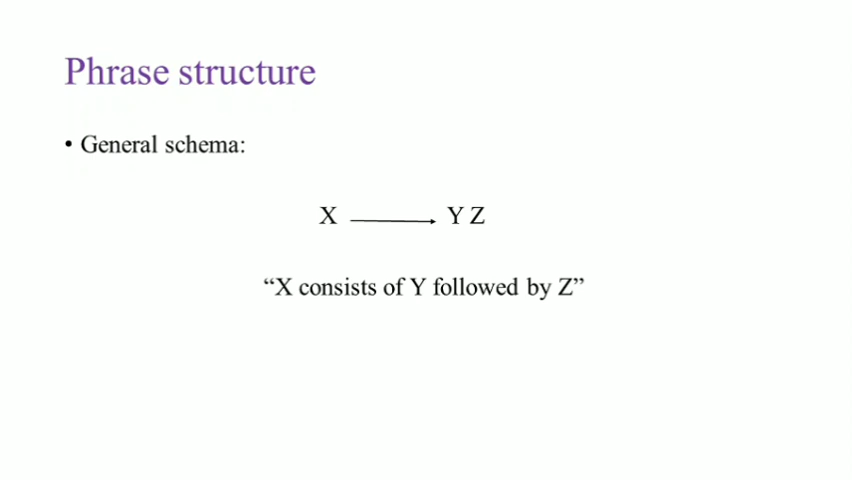 Phrase structure
• General schema:
X → Y Z
“X consists of Y followed by Z”